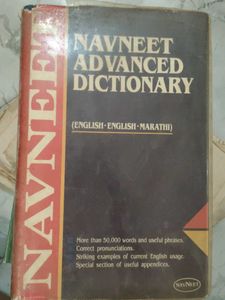 NAVNEET
NAVNEET
ADVANCED
DICTIONARY
(ENGLISH-ENGLISH-MARATHI)
More than 50,000 words and useful phrases.
Correct pronunciations.
Striking examples of current English usage.
Special section of useful appendices.
NAVNEET